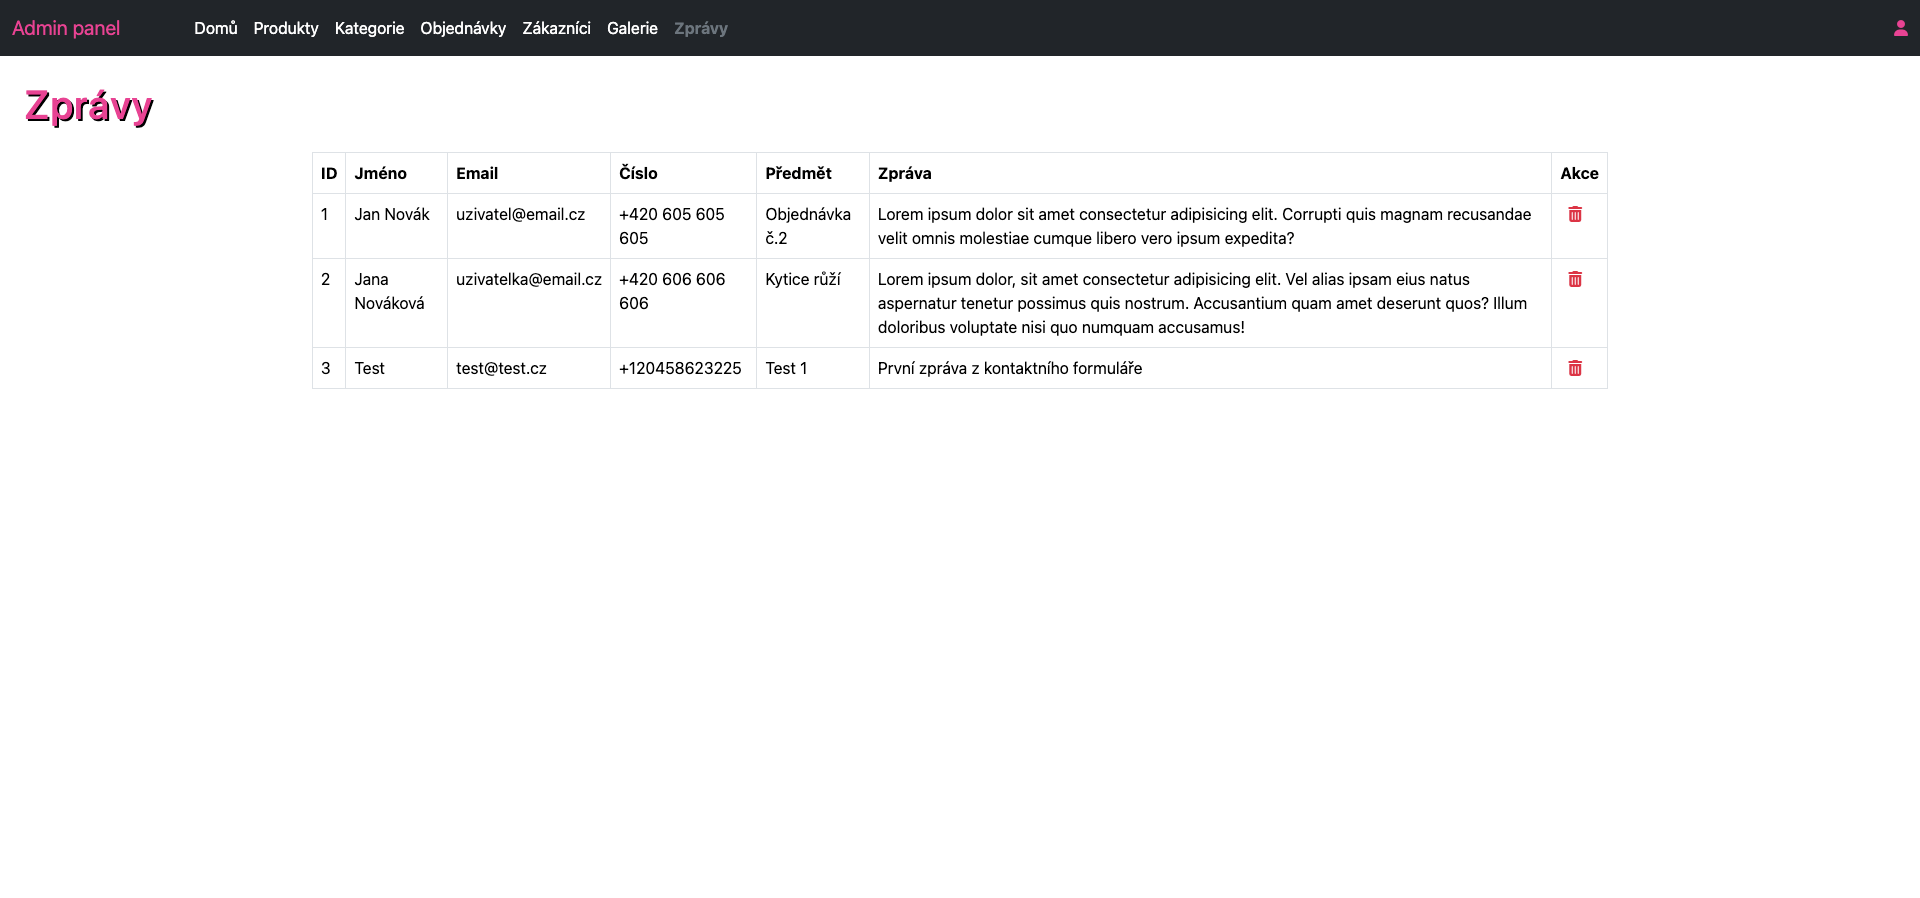 Admin panel Domů Produkty Kategorie Objednávky Zákazníci Galerie Zprávy
Zprávy
ID Jméno Email Číslo Předmět Zpráva Akce
1 Jan Novák uzivatel@email.cz +420 605 605 Objednávka Lorem ipsum dolor sit amet consectetur adipisicing elit. Corrupti quis magnam recusandae
605 č.2 velit omnis molestiae cumque libero vero ipsum expedita?
2 Jana uzivatelka@email.cz +420 606 606 Kytice růží Lorem ipsum dolor, sit amet consectetur adipisicing elit. Vel alias ipsam eius natus
Nováková 606 aspernatur tenetur possimus quis nostrum. Accusantium quam amet deserunt quos? Illum
doloribus voluptate nisi quo numquam accusamus!
3 Test test@test.cz +120458623225 Test 1 První zpráva z kontaktního formuláře